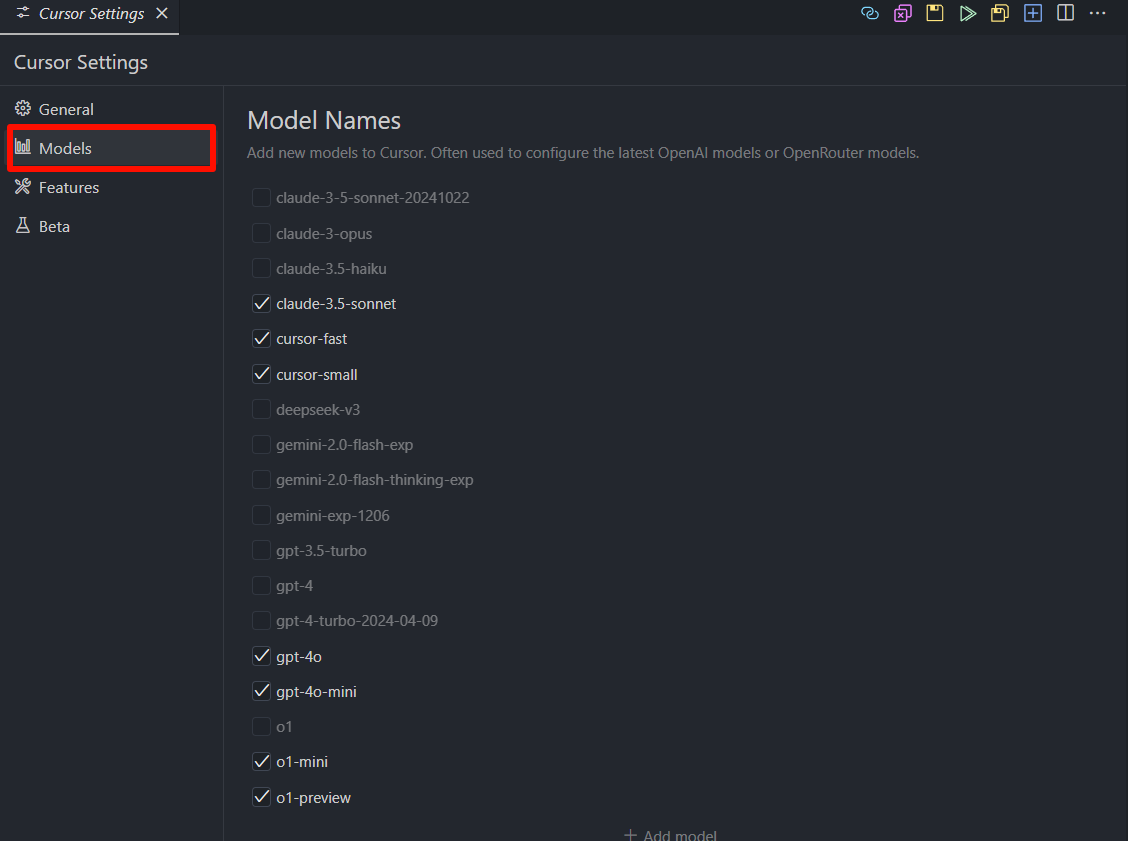 Cursor Settings
Cursor Settings
General
Models
Features
Beta
Model Names
Add new models to Cursor. Often used to configure the latest OpenAI models or OpenRouter models.
claude-3-5-sonnet-20241022
claude-3-opus
claude-3.5-haiku
claude-3.5-sonnet
cursor-fast
cursor-small
deepseek-v3
gemini-2.0-flash-exp
gemini-2.0-flash-thinking-exp
gemini-exp-1206
gpt-3.5-turbo
gpt-4
gpt-4-turbo-2024-04-09
gpt-4o
gpt-4o-mini
o1
o1-mini
o1-preview
+ Add model